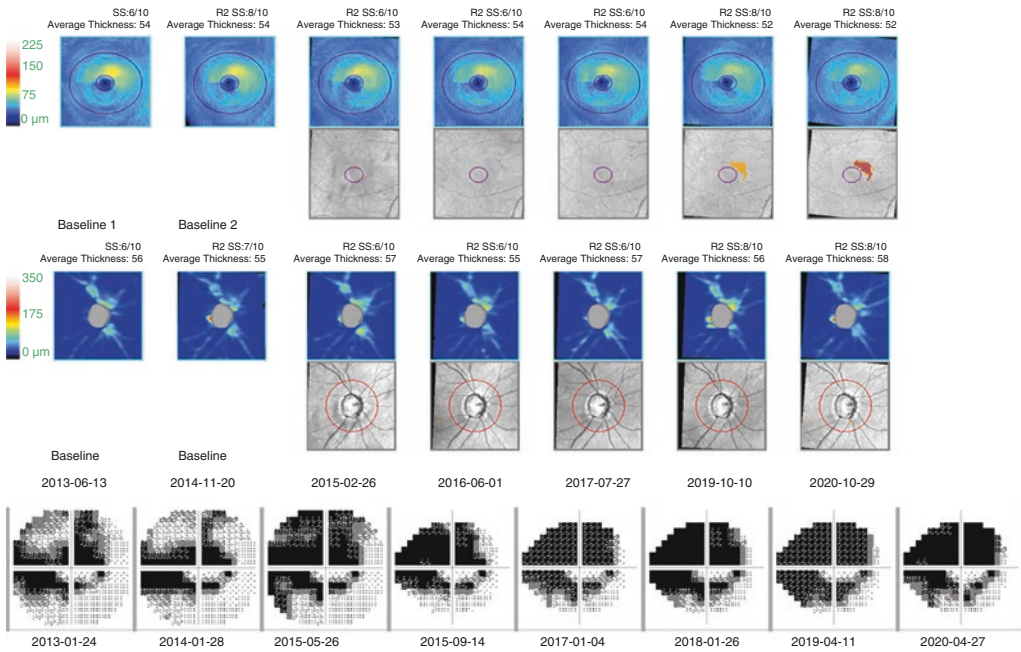 SS:6/10
Average Thickness: 54
R2 SS:8/10
Average Thickness: 54
R2 SS:6/10
Average Thickness: 53
R2 SS:6/10
Average Thickness: 54
R2 SS:6/10
Average Thickness: 54
R2 SS:8/10
Average Thickness: 52
R2 SS:8/10
Average Thickness: 52
225
150
75
0 µm
Baseline 1
Baseline 2
SS:6/10
Average Thickness: 56
R2 SS:7/10
Average Thickness: 55
R2 SS:6/10
Average Thickness: 57
R2 SS:6/10
Average Thickness: 55
R2 SS:6/10
Average Thickness: 57
R2 SS:8/10
Average Thickness: 56
R2 SS:8/10
Average Thickness: 58
350
175
0 µm
Baseline
Baseline
2013-06-13
2014-11-20
2015-02-26
2016-06-01
2017-07-27
2019-10-10
2020-10-29
2013-01-24
2014-01-28
2015-05-26
2015-09-14
2017-01-04
2018-01-26
2019-04-11
2020-04-27